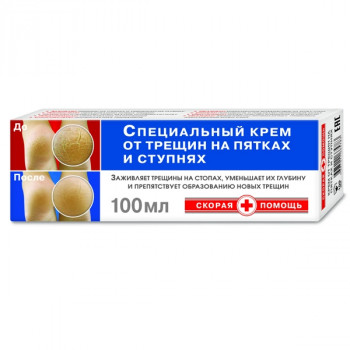 До
Специальный крем
от трещин на пятках
и ступнях
После
Заживляет трещины на стопах, уменьшает их глубину
и препятствует образованию новых трещин
100мл
СКОРАЯ ПОМОЩЬ
EAC